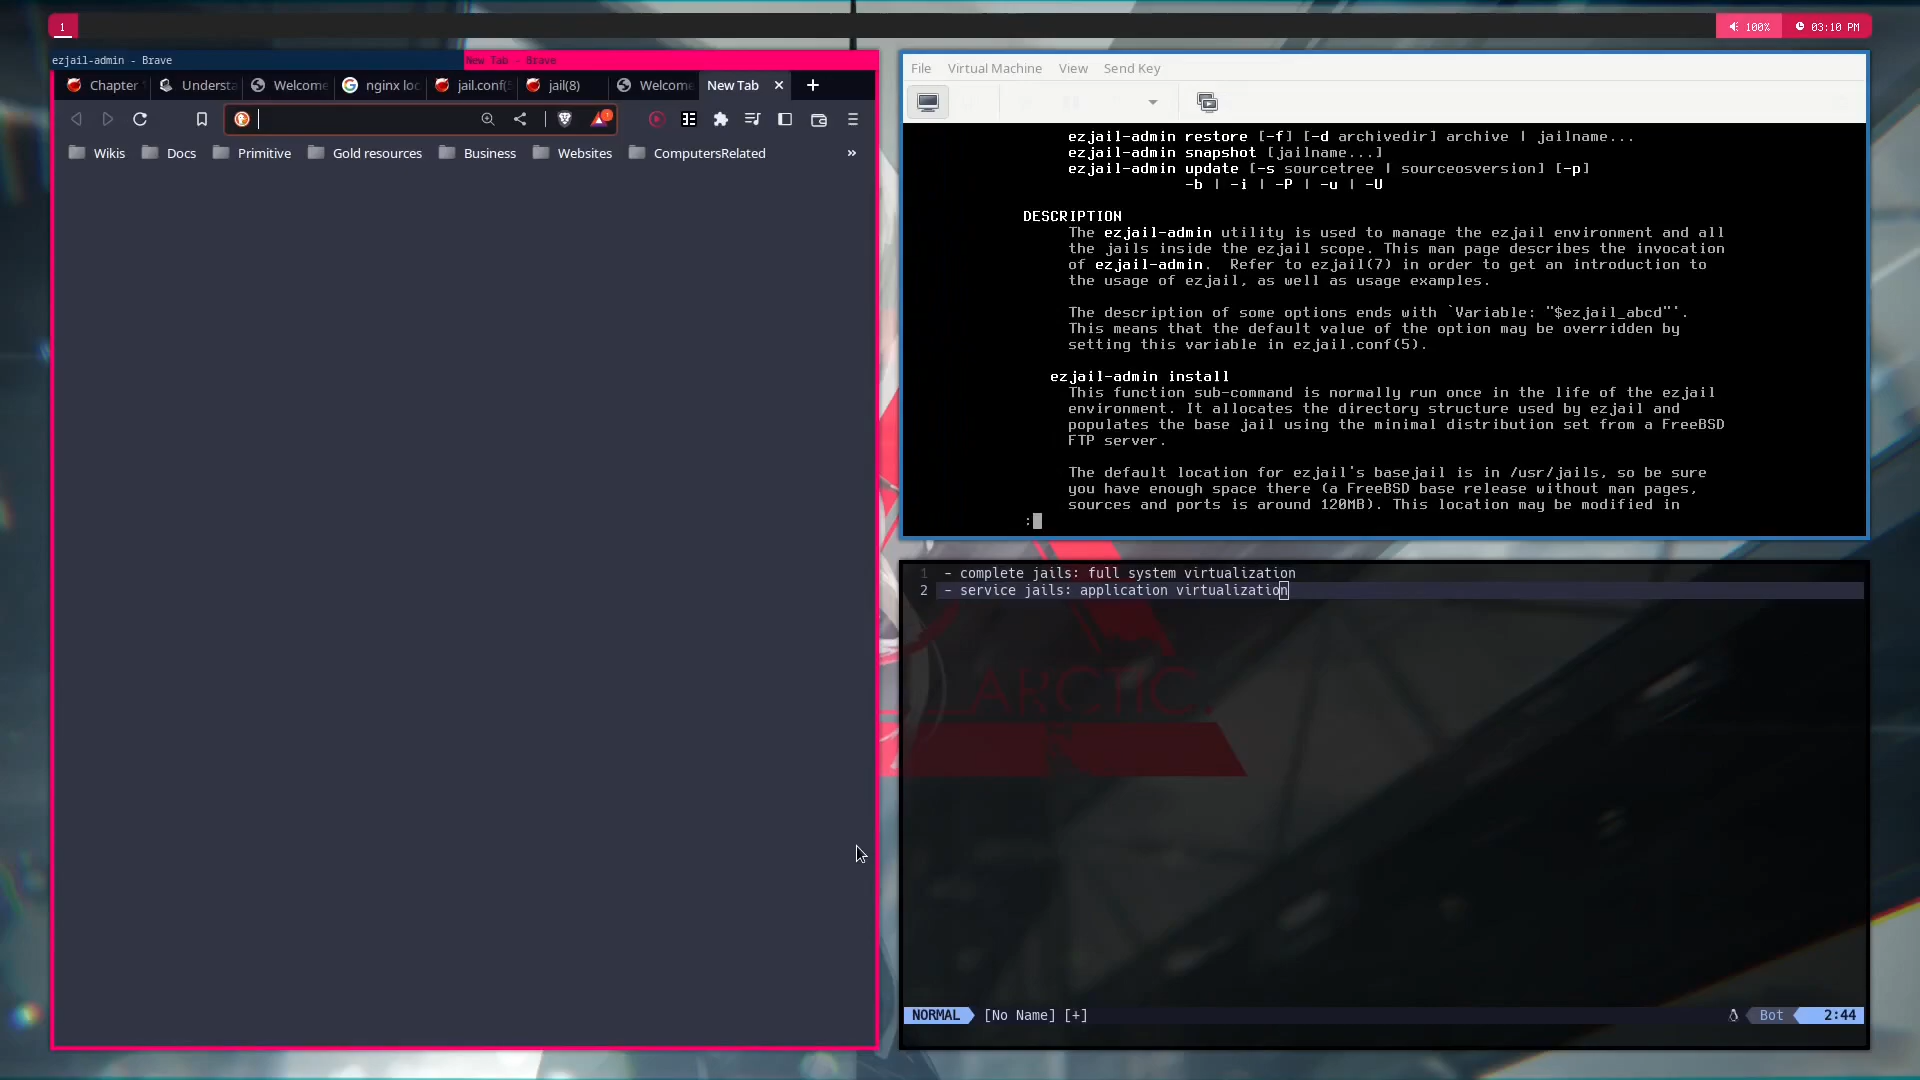 1
100%
03:10 PM
ezjail-admin - Brave
New Tab - Brave
Chapter
Understa
Welcome
nginx loc
jail.conf(5
jail(8)
Welcome
New Tab
Wikis
Docs
Primitive
Gold resources
Business
Websites
ComputersRelated
»
File Virtual Machine View Send Key
ezjail-admin restore [-f] [-d archivedir] archive | jailname...
ezjail-admin snapshot [jailname...]
ezjail-admin update [-s sourcetree | sourceosversion] [-p]
-b | -i | -P | -u | -U
DESCRIPTION
The ezjail-admin utility is used to manage the ezjail environment and all
the jails inside the ezjail scope. This man page describes the invocation
of ezjail-admin.  Refer to ezjail(7) in order to get an introduction to
the usage of ezjail, as well as usage examples.
The description of some options ends with `Variable: "$ezjail_abcd"'.
This means that the default value of the option may be overridden by
setting this variable in ezjail.conf(5).
ezjail-admin install
This function sub-command is normally run once in the life of the ezjail
environment. It allocates the directory structure used by ezjail and
populates the base jail using the minimal distribution set from a FreeBSD
FTP server.
The default location for ezjail's basejail is in /usr/jails, so be sure
you have enough space there (a FreeBSD base release without man pages,
sources and ports is around 120MB). This location may be modified in
:
1 - complete jails: full system virtualization
2 - service jails: application virtualization
ARCTIC
NORMAL [No Name] [+]
Bot 2:44